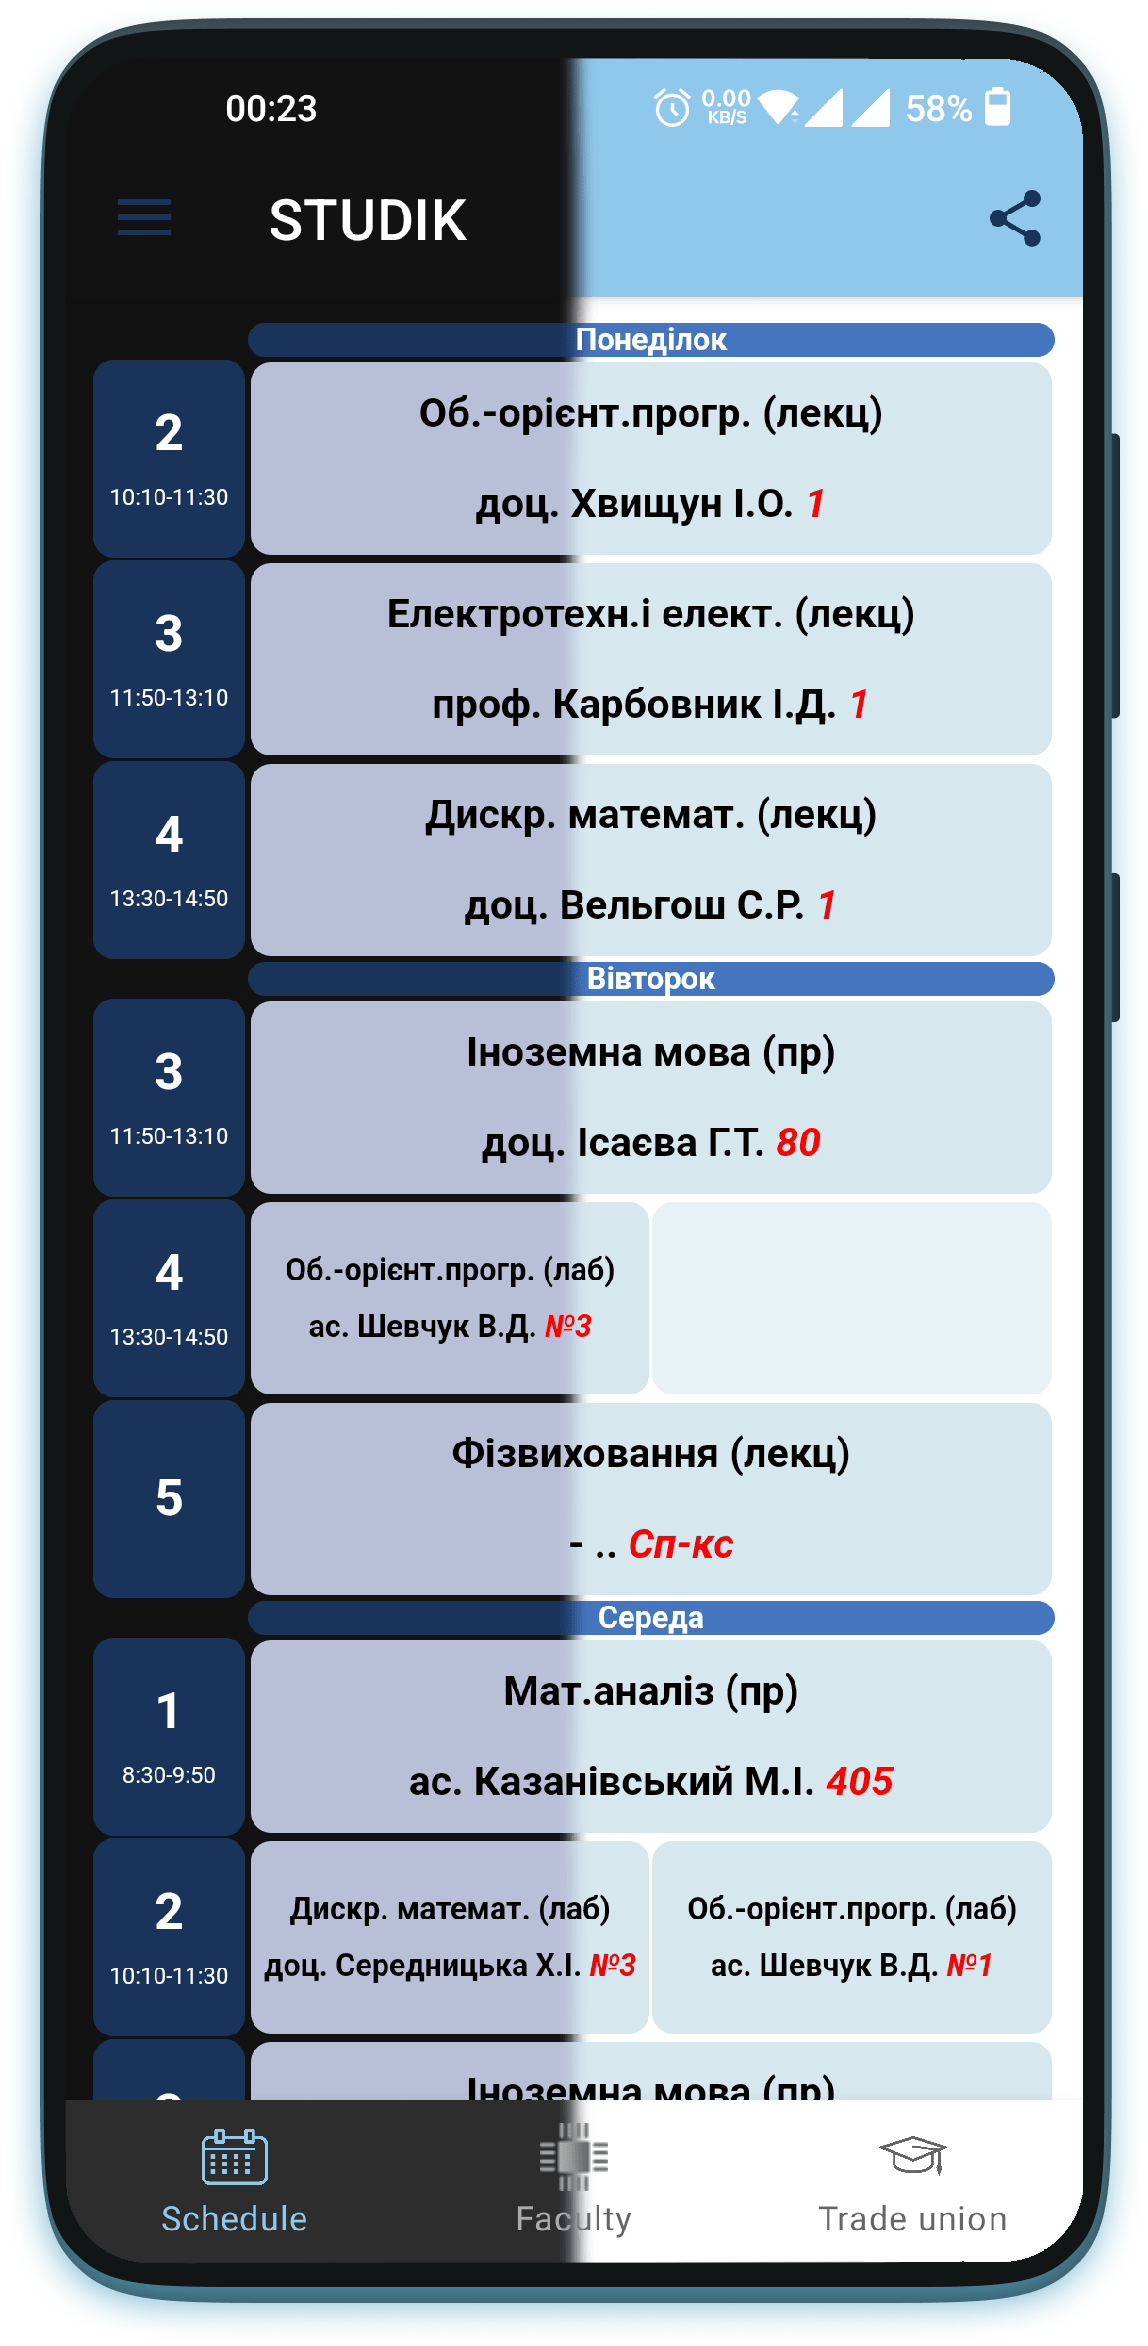 00:23 0.00 KB/S 58%
STUDIK
Понеділок
2
10:10-11:30
Об.-орієнт.прогр. (лекц)
доц. Хвищун І.О. 1
3
11:50-13:10
Електротехн.і елект. (лекц)
проф. Карбовник І.Д. 1
4
13:30-14:50
Дискр. математ. (лекц)
доц. Вельгош С.Р. 1
Вівторок
3
11:50-13:10
Іноземна мова (пр)
доц. Ісаєва Г.Т. 80
4
13:30-14:50
Об.-орієнт.прогр. (лаб)
ас. Шевчук В.Д. №3
5
Фізвиховання (лекц)
- .. Сп-кс
Середа
1
8:30-9:50
Мат.аналіз (пр)
ас. Казанівський М.І. 405
2
10:10-11:30
Дискр. математ. (лаб)
доц. Середницька Х.І. №3
Об.-орієнт.прогр. (лаб)
ас. Шевчук В.Д. №1
Іноземна мова (пр)
Schedule
Faculty
Trade union